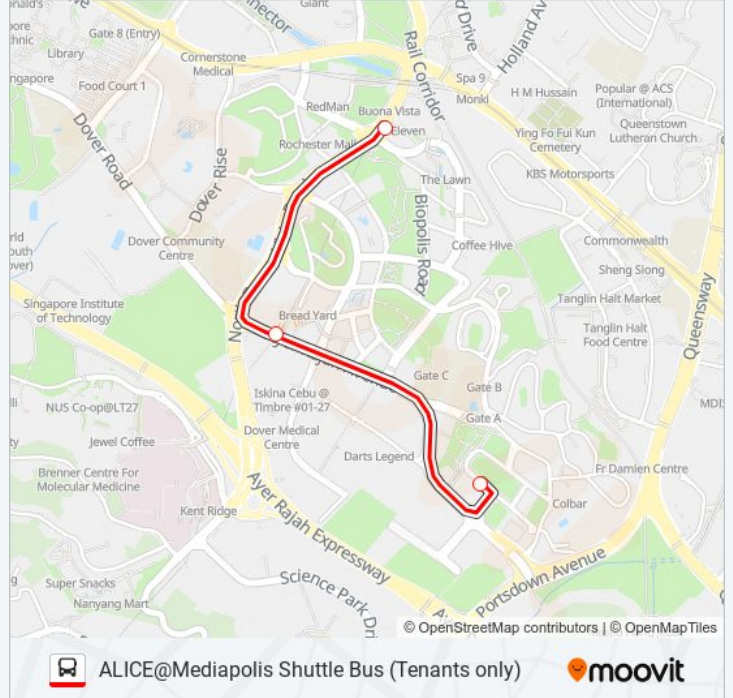 Giant
Gate 8 (Entry)
Holland Av
Library
Cornerstone
Medical
Rail Corridor
Food Court 1
Spa 9
Monki
H M Hussain
Popular @ ACS
(International)
RedMan
Buona Vista
Eleven
Queenstown
Lutheran Church
Ying Fo Fui Kun
Cemetery
Rochester Mall
Dover Road
Dover Rise
The Lawn
KBS Motorsports
Biopolis Road
Dover Community
Centre
Coffee Hive
Commonwealth
Sheng Siong
Singapore Institute
of Technology
Tanglin Halt Market
Bread Yard
Tanglin Halt
Food Centre
Queensway
Gate C
Gate B
Iskina Cebu @
Timbre #01-27
NUS Co-op@LT27
Gate A
Jewel Coffee
Dover Medical
Centre
Darts Legend
Brenner Centre For
Molecular Medicine
Fr Damien Centre
Colbar
Kent Ridge
Ayer Rajah Expressway
Super Snacks
Nanyang Mart
Science Park Dri
Portsdown Avenue
© OpenStreetMap contributors | © OpenMapTiles
ALICE@Mediapolis Shuttle Bus (Tenants only)
moovit